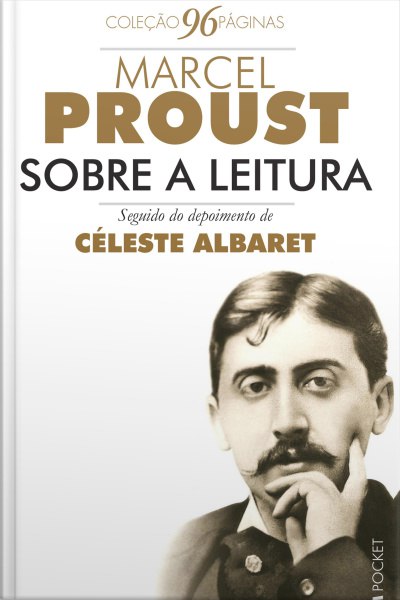 COLEÇÃO 96 PÁGINAS
MARCEL
PROUST
SOBRE A LEITURA
Seguido do depoimento de
CÉLESTE ALBARET
POCKET